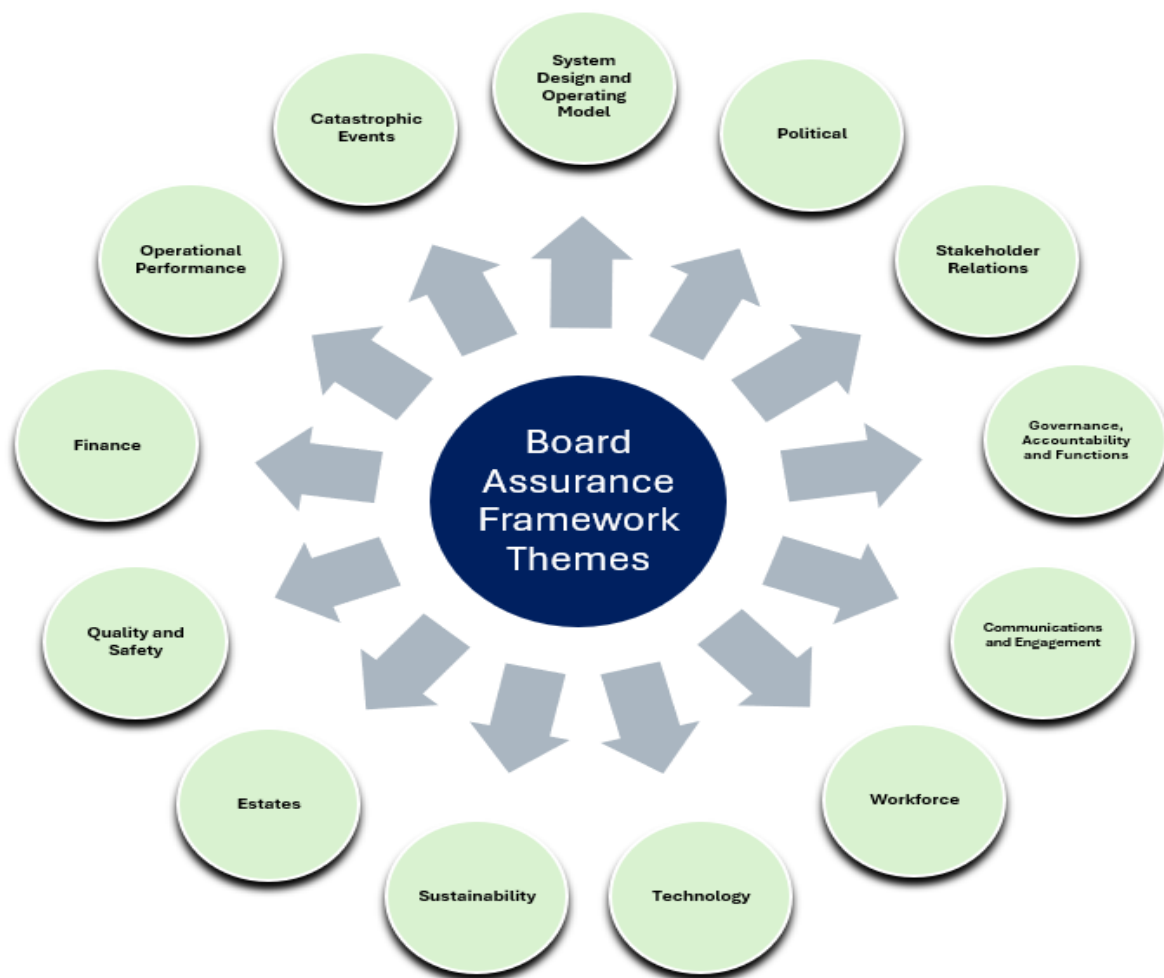 System
Design and
Operating
Model
Political
Stakeholder
Relations
Governance,
Accountability
and Functions
Communications
and Engagement
Workforce
Technology
Sustainability
Estates
Quality and
Safety
Finance
Operational
Performance
Catastrophic
Events
Board
Assurance
Framework
Themes